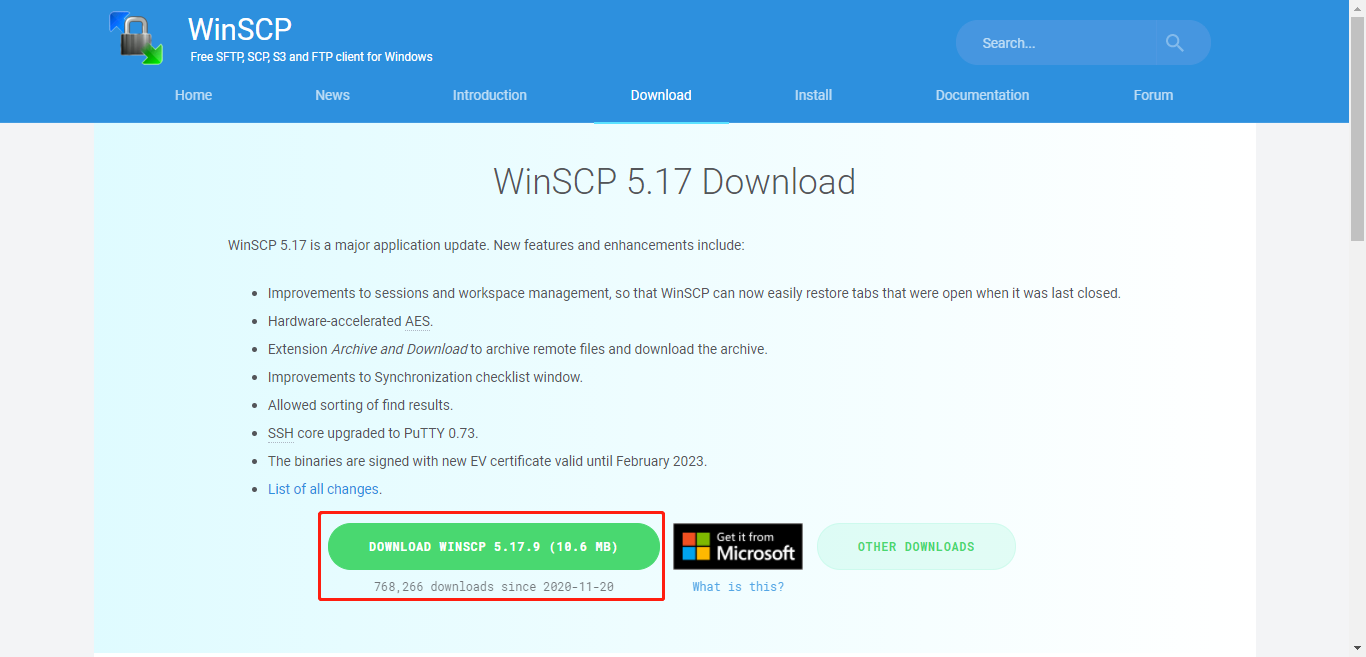 WinSCP
Free SFTP, SCP, S3 and FTP client for Windows
Search...
Home News Introduction Download Install Documentation Forum
WinSCP 5.17 Download
WinSCP 5.17 is a major application update. New features and enhancements include:
Improvements to sessions and workspace management, so that WinSCP can now easily restore tabs that were open when it was last closed.
Hardware-accelerated AES.
Extension Archive and Download to archive remote files and download the archive.
Improvements to Synchronization checklist window.
Allowed sorting of find results.
SSH core upgraded to PuTTY 0.73.
The binaries are signed with new EV certificate valid until February 2023.
List of all changes.
DOWNLOAD WINSCP 5.17.9 (10.6 MB)
768,266 downloads since 2020-11-20
Get it from
Microsoft
What is this?
OTHER DOWNLOADS